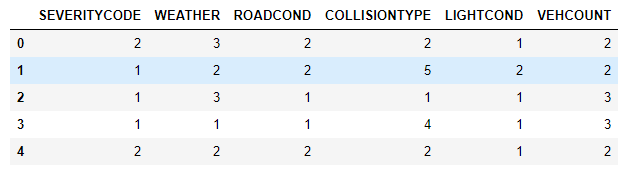 SEVERITYCODE WEATHER ROADCOND COLLISIONTYPE LIGHTCOND VEHCOUNT
0 2 3 2 2 1 2
1 1 2 2 5 2 2
2 1 3 1 1 1 3
3 1 1 1 4 1 3
4 2 2 2 2 1 2